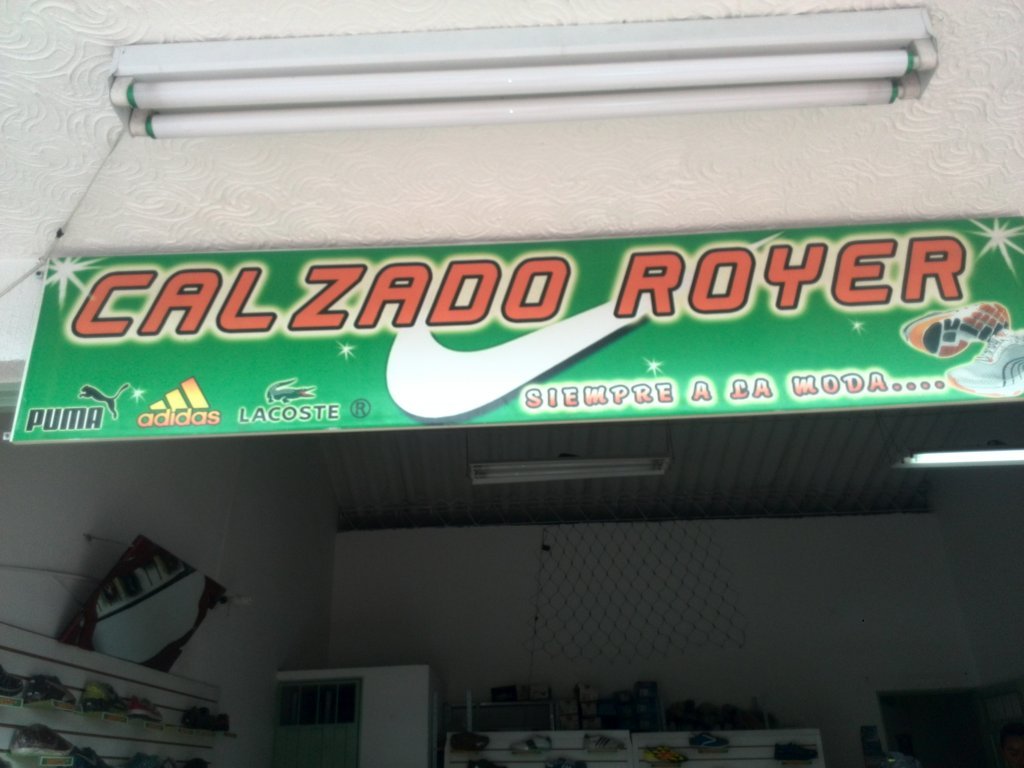 CALZADO ROYER
SIEMPRE A LA MODA....
PUMA adidas LACOSTE ®